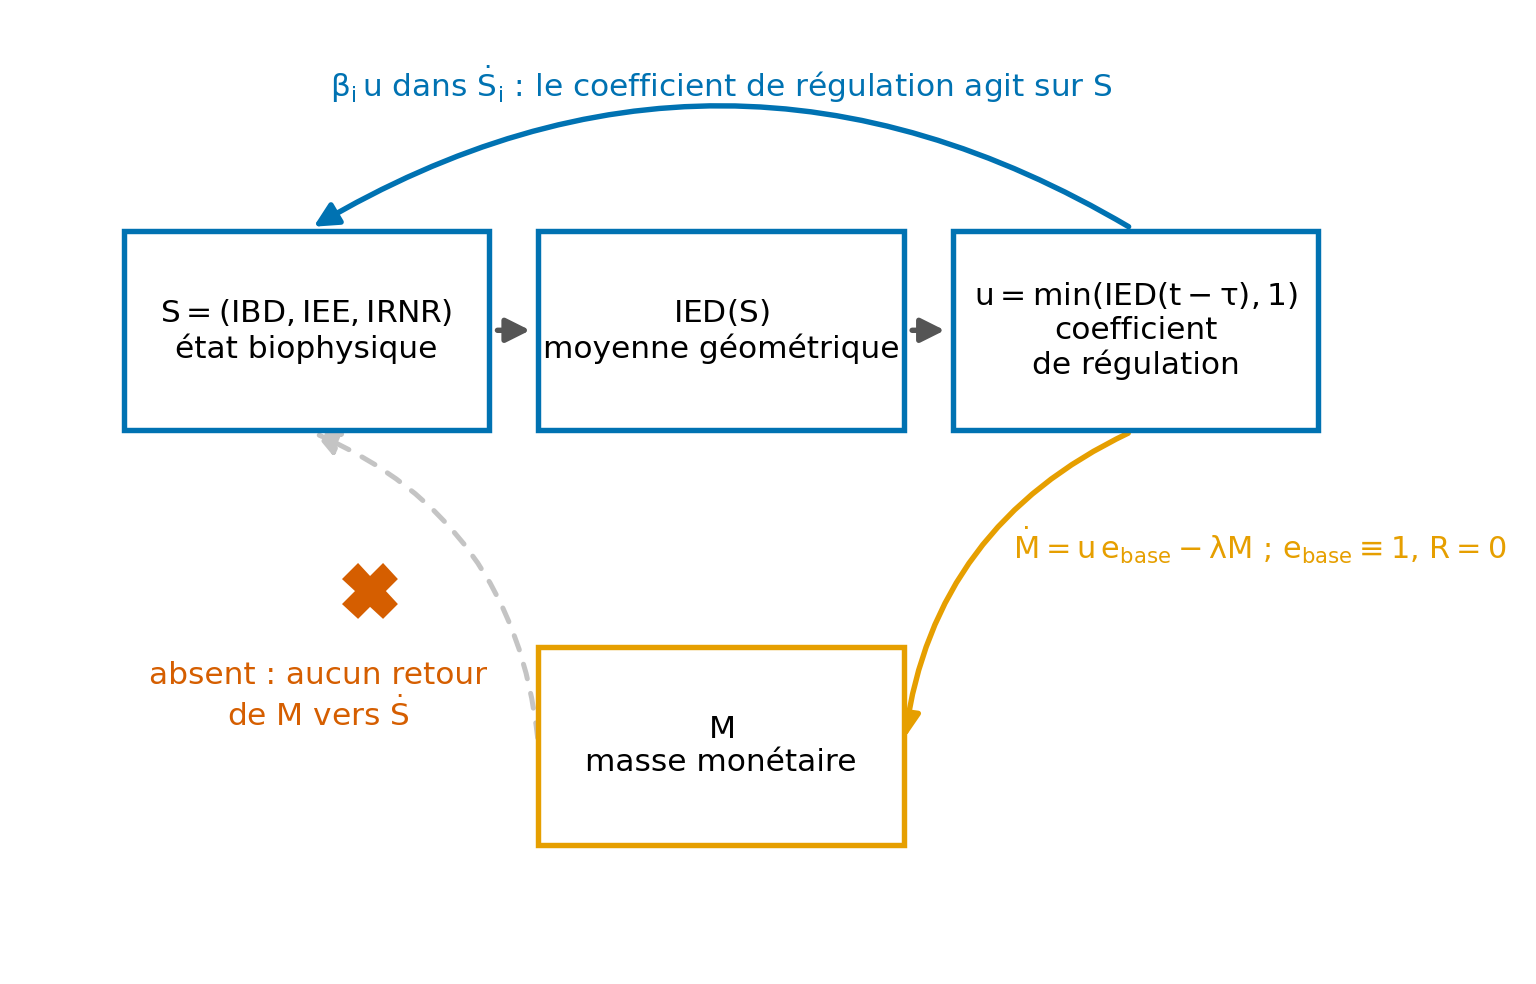 βᵢ u dans Ṡᵢ : le coefficient de régulation agit sur S
S = (IBD, IEE, IRNR)
état biophysique
IED(S)
moyenne géométrique
u = min(IED(t − τ), 1)
coefficient
de régulation
Ṁ = u e_base − λM ; e_base ≡ 1, R = 0
absent : aucun retour
de M vers Ṡ
M
masse monétaire